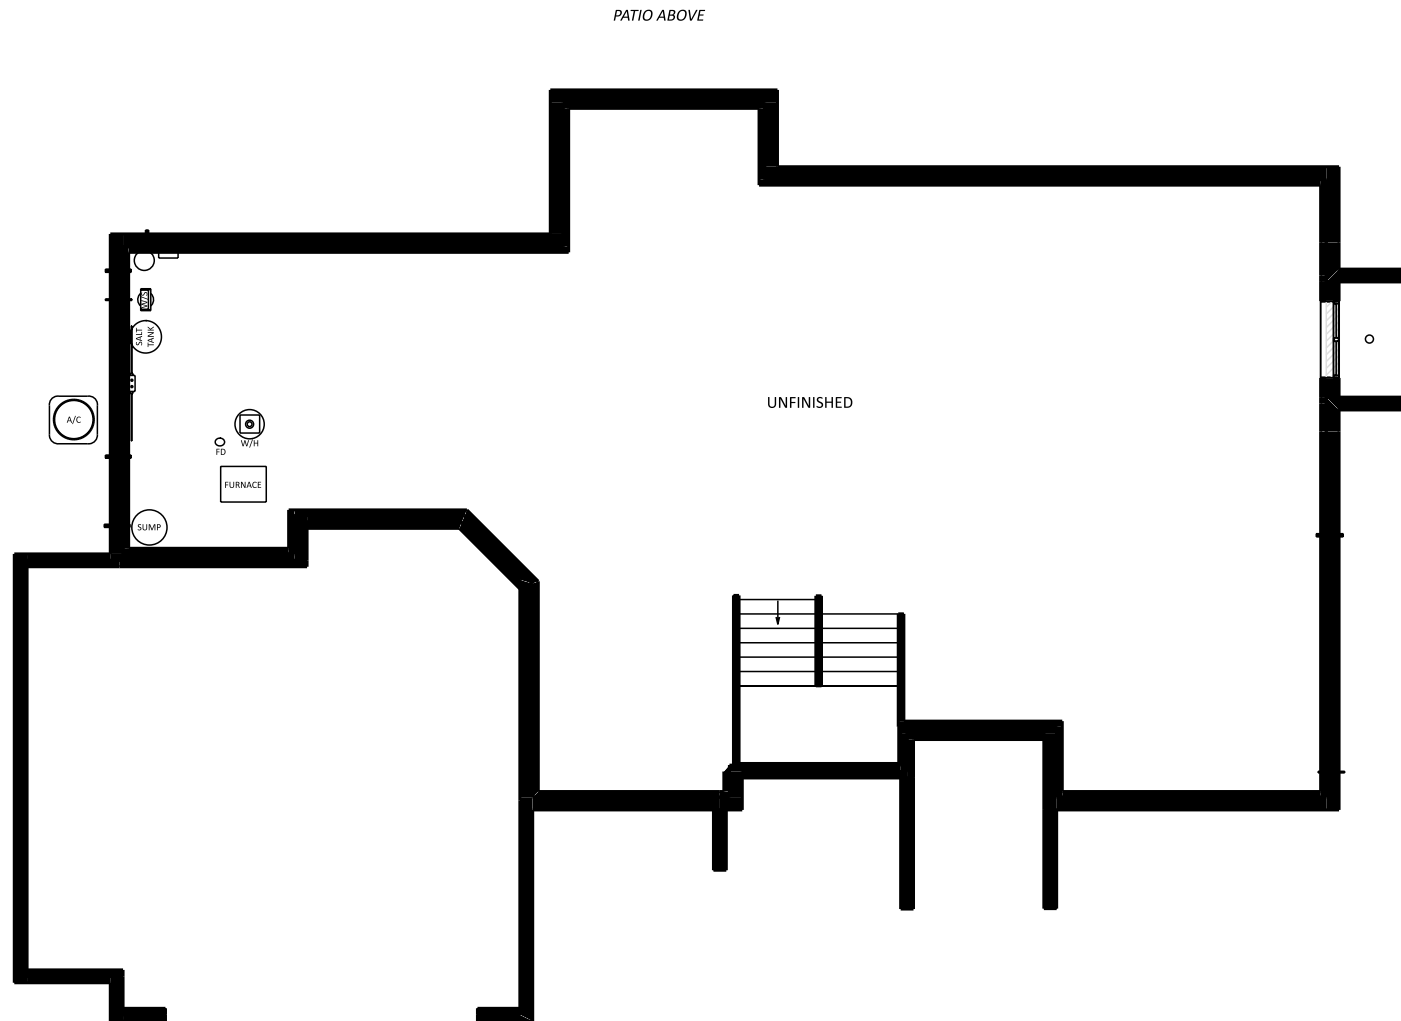 PATIO ABOVE
W/S
SALT
TANK
UNFINISHED
A/C
W/H
FD
FURNACE
SUMP